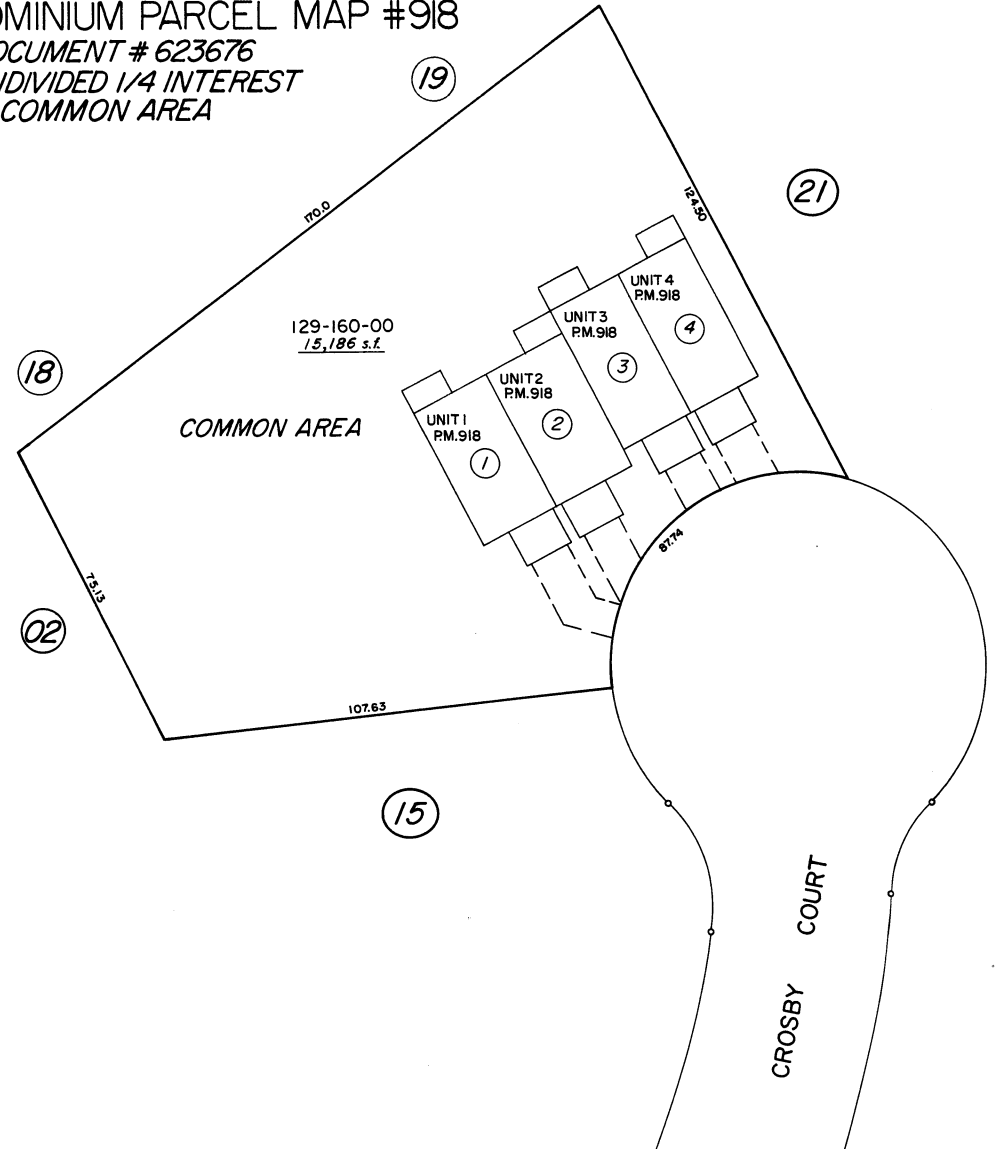 OMINIUM PARCEL MAP #918
OCUMENT # 623676
DIVIDED 1/4 INTEREST
COMMON AREA
19
21
170.0
124.50
129-160-00
15,186 s.f.
18
COMMON AREA
UNIT 4
P.M.918
4
UNIT 3
P.M.918
3
UNIT 2
P.M.918
2
UNIT 1
P.M.918
1
87.74
75.13
02
107.63
15
CROSBY COURT